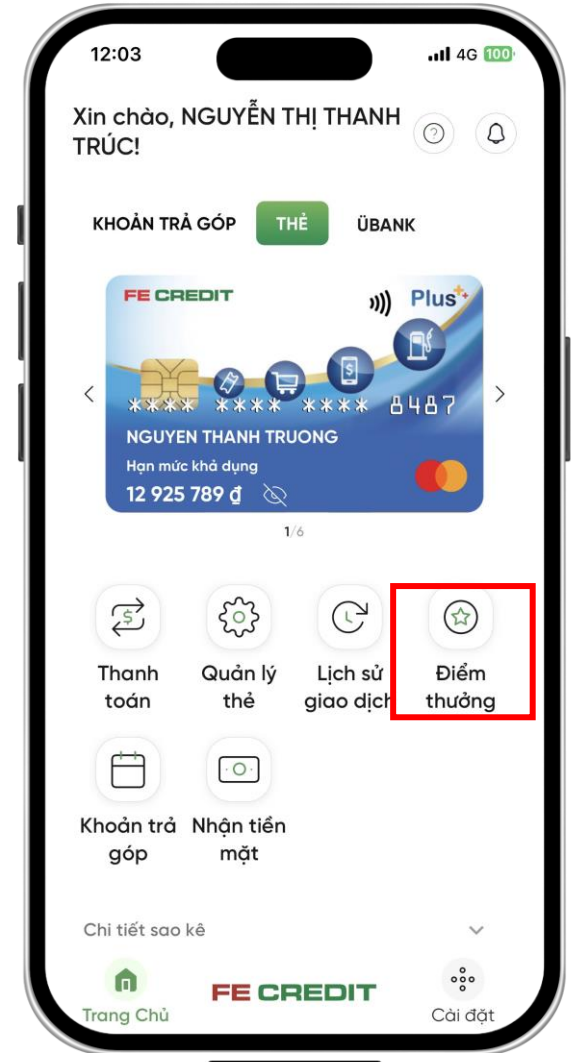 12:03
4G 100
Xin chào, NGUYỄN THỊ THANH
TRÚC!
KHOẢN TRẢ GÓP THẺ ÜBANK
FE CREDIT Plus
**** **** **** 8487
NGUYEN THANH TRUONG
Hạn mức khả dụng
12 925 789 ₫
1/6
Thanh toán
Quản lý thẻ
Lịch sử giao dịch
Điểm thưởng
Khoản trả góp
Nhận tiền mặt
Chi tiết sao kê
Trang Chủ
FE CREDIT
Cài đặt